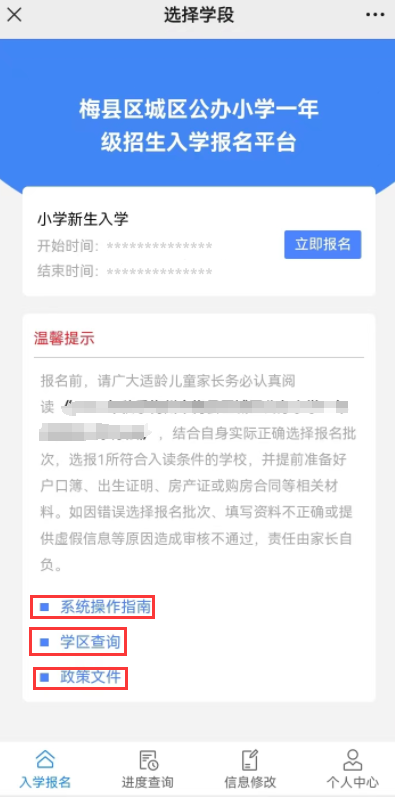 选择学段
梅县区城区公办小学一年
级招生入学报名平台
小学新生入学
开始时间：**************
立即报名
结束时间：**************
温馨提示
报名前，请广大适龄儿童家长务必认真阅
读
，结合自身实际正确选择报名批
次，选报1所符合入读条件的学校，并提前准备好
户口簿、出生证明、房产证或购房合同等相关材
料。如因错误选择报名批次、填写资料不正确或提
供虚假信息等原因造成审核不通过，责任由家长自
负。
系统操作指南
学区查询
政策文件
入学报名 进度查询 信息修改 个人中心